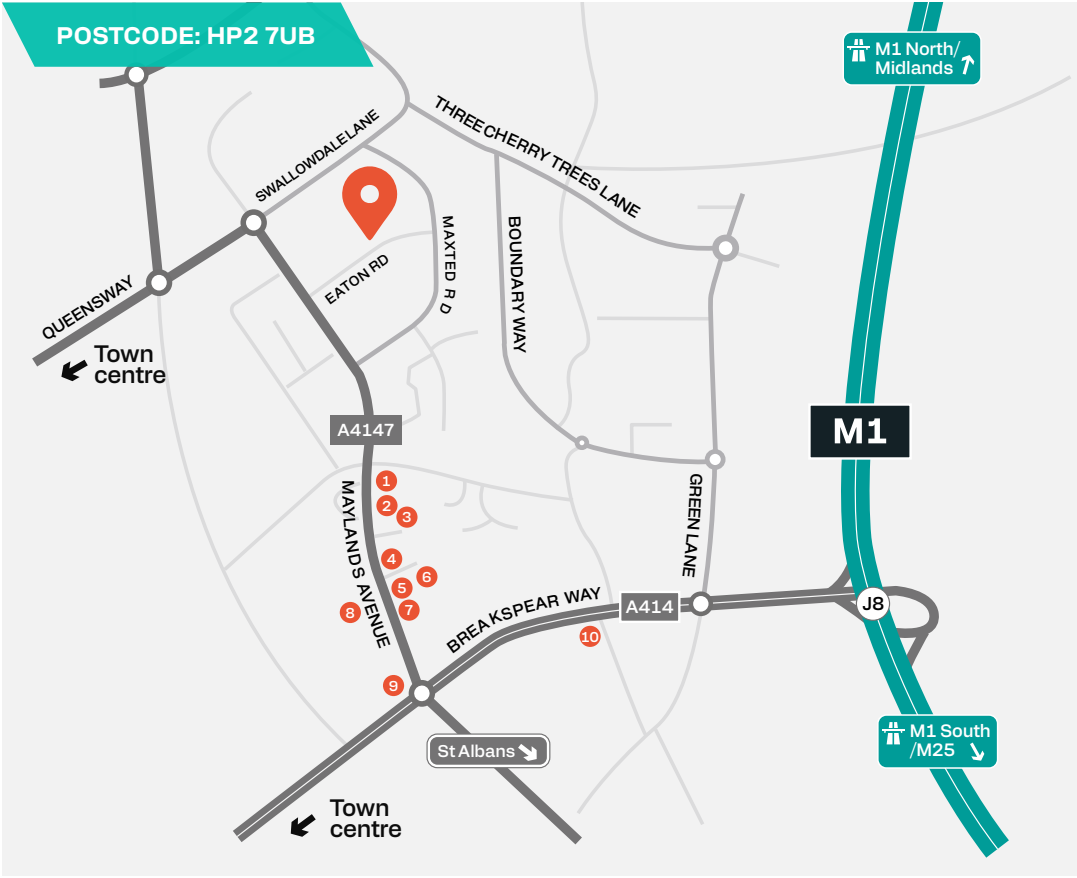 POSTCODE: HP2 7UB
M1 North/
Midlands
THREE CHERRY TREES LANE
SWALLOWDALE LANE
MAXTED RD
BOUNDARY WAY
EATON RD
QUEENSWAY
Town
centre
A4147
M1
1
2
3
MAYLANDS AVENUE
GREEN LANE
4
5
6
7
8
BREAKSPEAR WAY
A414
J8
10
9
St Albans
M1 South
/M25
Town
centre